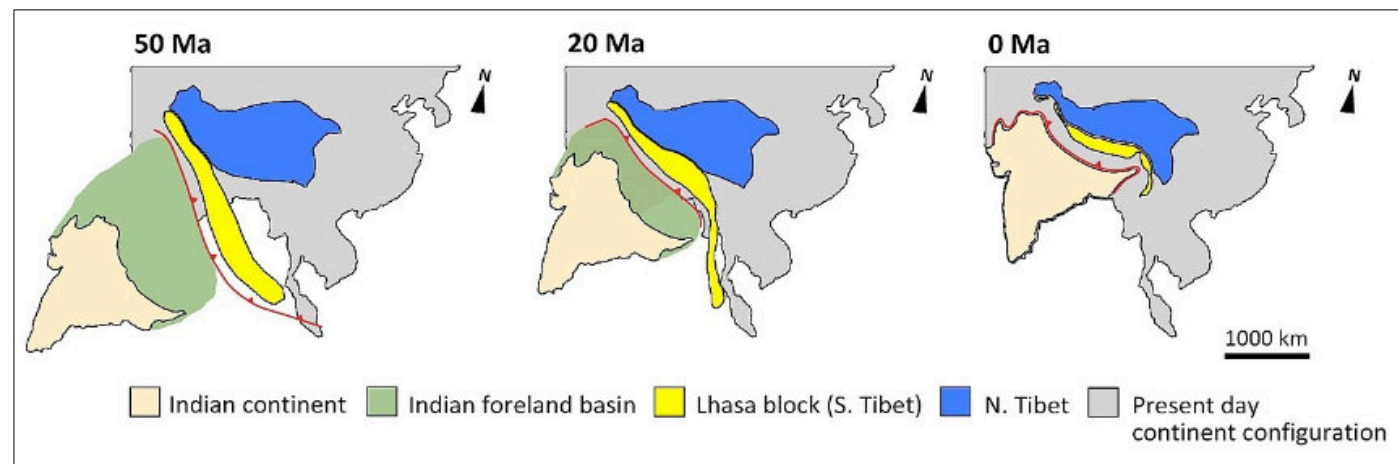 50 Ma
20 Ma
0 Ma
N
N
N
1000 km
Indian continent
Indian foreland basin
Lhasa block (S. Tibet)
N. Tibet
Present day
continent configuration